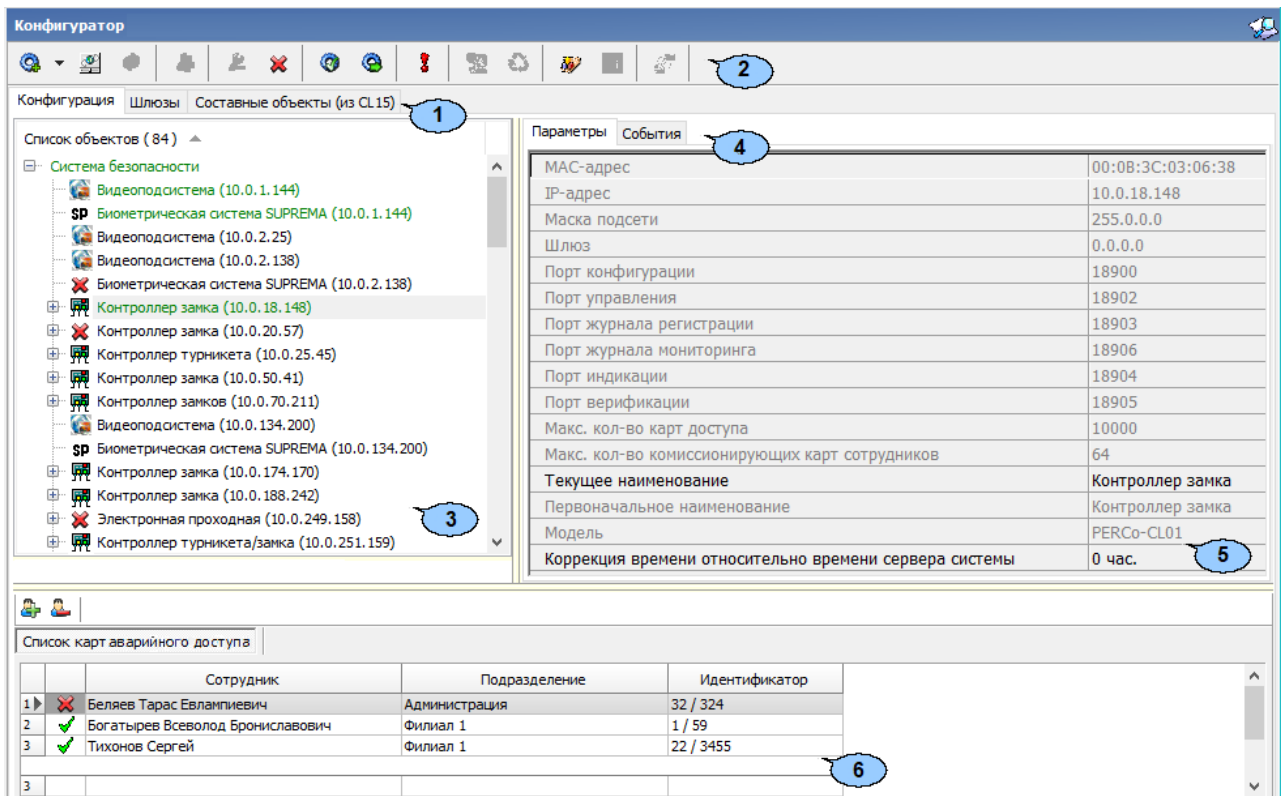 Конфигуратор
2
Конфигурация Шлюзы Составные объекты (из CL15)
1
Список объектов (84)
Система безопасности
Видеоподсистема (10.0.1.144)
SP Биометрическая система SUPREMA (10.0.1.144)
Видеоподсистема (10.0.2.25)
Видеоподсистема (10.0.2.138)
Биометрическая система SUPREMA (10.0.2.138)
Контроллер замка (10.0.18.148)
Контроллер замка (10.0.20.57)
Контроллер турникета (10.0.25.45)
Контроллер замка (10.0.50.41)
Контроллер замков (10.0.70.211)
Видеоподсистема (10.0.134.200)
SP Биометрическая система SUPREMA (10.0.134.200)
Контроллер замка (10.0.174.170)
Контроллер замка (10.0.188.242)
Электронная проходная (10.0.249.158)
Контроллер турникета/замка (10.0.251.159)
3
Параметры События
4
MAC-адрес 00:0B:3C:03:06:38
IP-адрес 10.0.18.148
Маска подсети 255.0.0.0
Шлюз 0.0.0.0
Порт конфигурации 18900
Порт управления 18902
Порт журнала регистрации 18903
Порт журнала мониторинга 18906
Порт индикации 18904
Порт верификации 18905
Макс. кол-во карт доступа 10000
Макс. кол-во комиссионирующих карт сотрудников 64
Текущее наименование Контроллер замка
Первоначальное наименование Контроллер замка
Модель PERCo-CL01
Коррекция времени относительно времени сервера системы 0 час.
5
Список карт аварийного доступа
Сотрудник Подразделение Идентификатор
1 Беляев Тарас Евлампиевич Администрация 32 / 324
2 Богатырев Всеволод Брониславович Филиал 1 1 / 59
3 Тихонов Сергей Филиал 1 22 / 3455
6
3